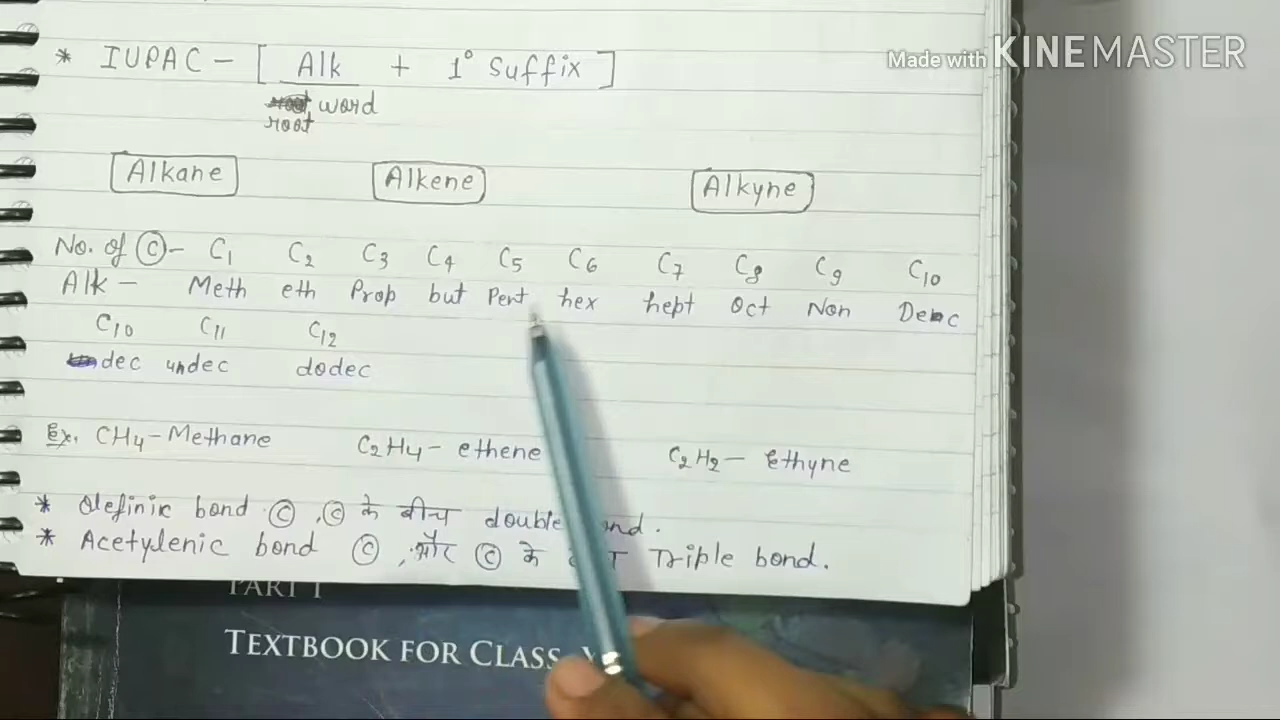 Made with KINEMASTER
* IUPAC - [ Alk + 1° Suffix ]
word
root
Alkane Alkene Alkyne
No. of Ⓒ- C1 C2 C3 C4 C5 C6 C7 C8 C9 C10
Alk - Meth eth Prop but Pent hex hept Oct Non Dec
C10 C11 C12
dec undec dodec
Ex. CH4-Methane C2H4 - ethene C2H2 - Ethyne
* Olefinic bond Ⓒ , Ⓒ के बीच double bond.
* Acetylenic bond Ⓒ , और Ⓒ के Triple bond.
PART I
TEXTBOOK FOR CLASS